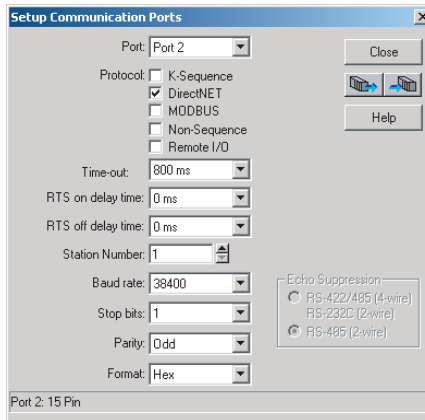 Setup Communication Ports
Port: Port 2
Close
Protocol: K-Sequence
DirectNET
MODBUS
Non-Sequence
Remote I/O
Help
Time-out: 800 ms
RTS on delay time: 0 ms
RTS off delay time: 0 ms
Station Number: 1
Baud rate: 38400
Echo Suppression
RS-422/485 (4-wire)
RS-232C (2-wire)
RS-485 (2-wire)
Stop bits: 1
Parity: Odd
Format: Hex
Port 2: 15 Pin